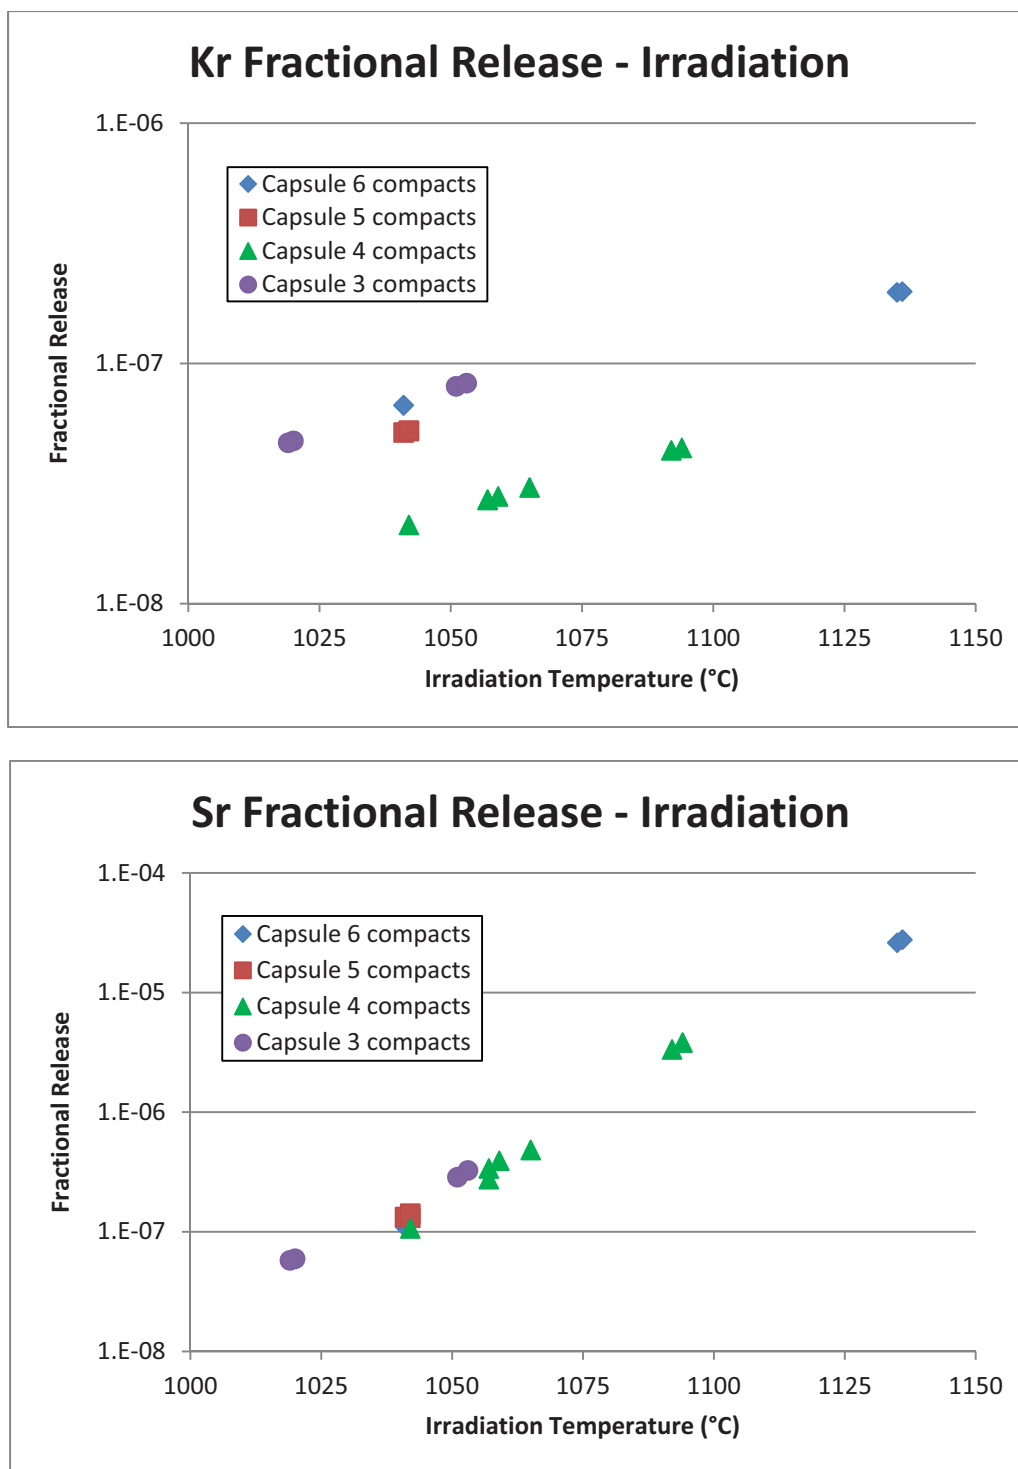 Kr Fractional Release - Irradiation
1.E-06
Capsule 6 compacts
Capsule 5 compacts
Capsule 4 compacts
Capsule 3 compacts
Fractional Release
1.E-07
1.E-08
1000 1025 1050 1075 1100 1125 1150
Irradiation Temperature (°C)
Sr Fractional Release - Irradiation
1.E-04
Capsule 6 compacts
Capsule 5 compacts
Capsule 4 compacts
Capsule 3 compacts
1.E-05
Fractional Release
1.E-06
1.E-07
1.E-08
1000 1025 1050 1075 1100 1125 1150
Irradiation Temperature (°C)